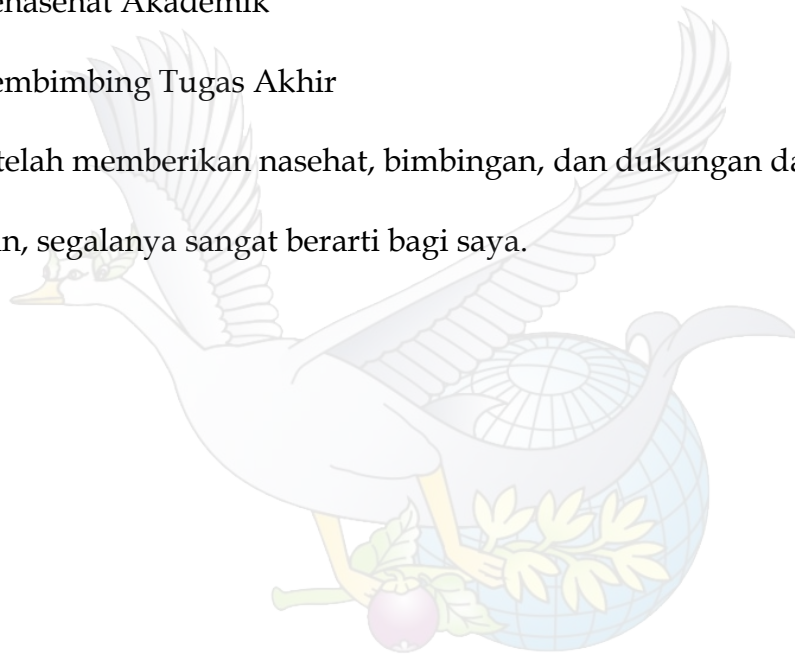 enasehat Akademik
embimbing Tugas Akhir
telah memberikan nasehat, bimbingan, dan dukungan da
n, segalanya sangat berarti bagi saya.